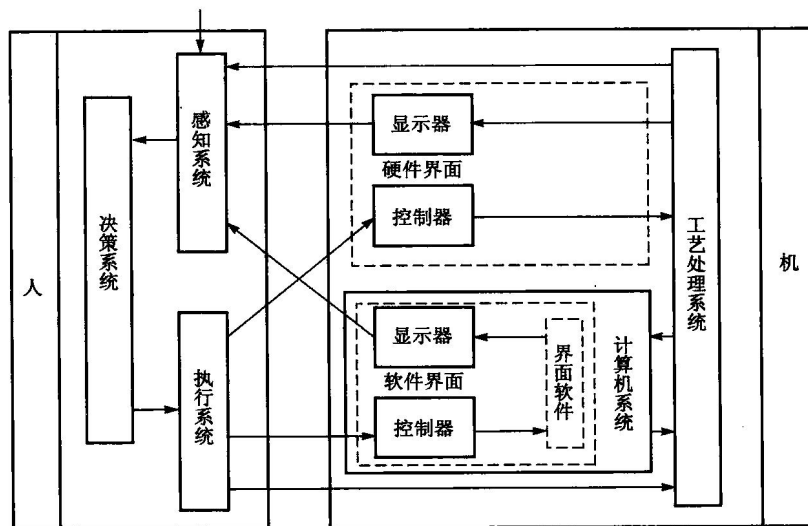 人
决策系统
感知系统
执行系统
显示器
硬件界面
控制器
显示器
软件界面
控制器
界面软件
计算机系统
工艺处理系统
机